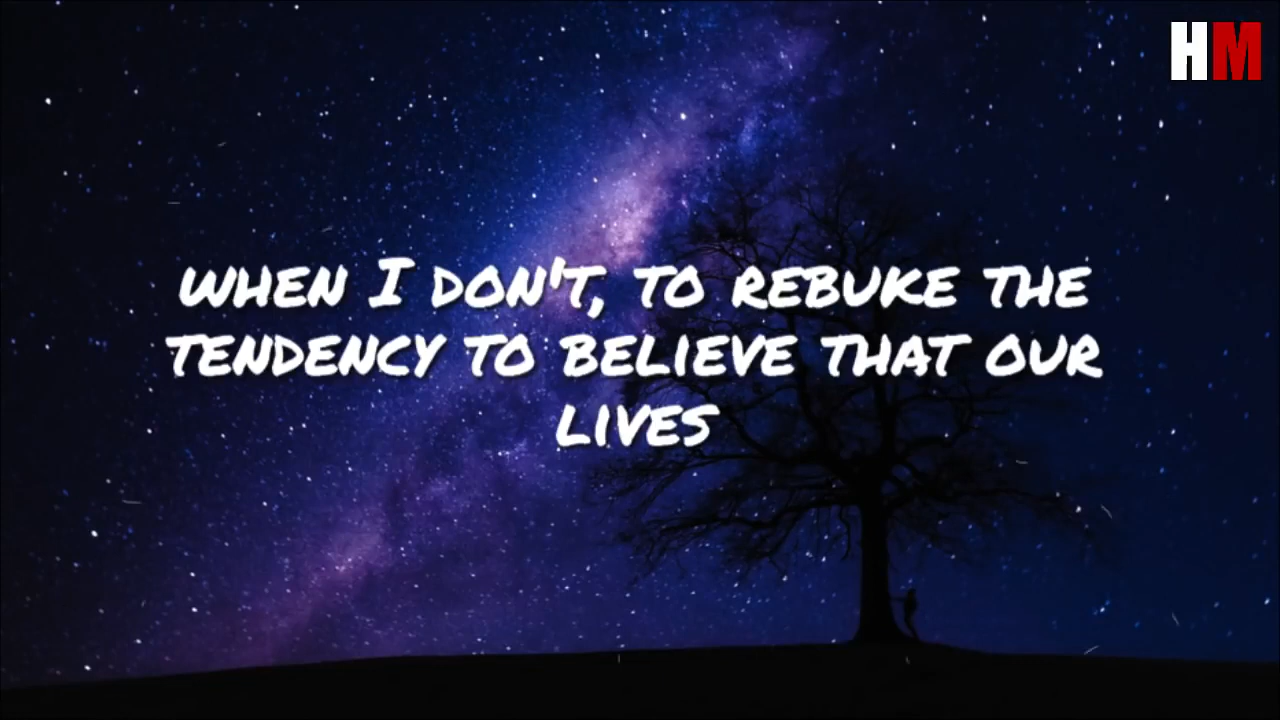 HM
WHEN I DON'T, TO REBUKE THE
TENDENCY TO BELIEVE THAT OUR
LIVES